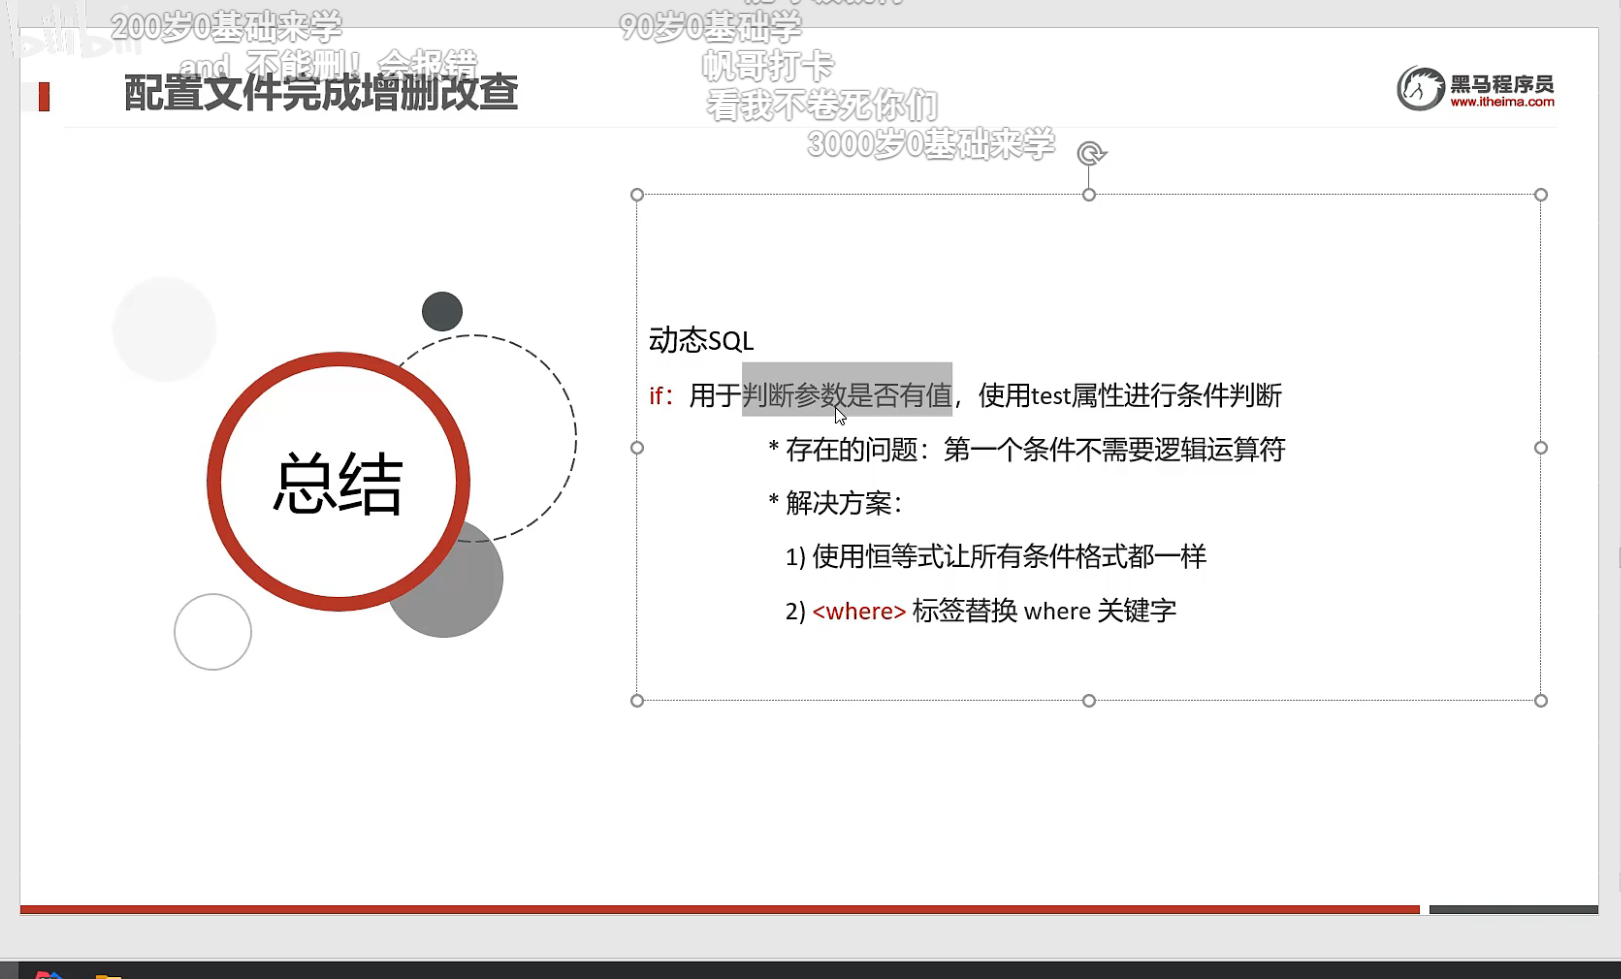 200岁0基础来学
90岁0基础学
and 不能删！会报错
帆哥打卡
配置文件完成增删改查
看我不卷死你们
3000岁0基础来学
黑马程序员
www.itheima.com
总结
动态SQL
if：用于判断参数是否有值，使用test属性进行条件判断
* 存在的问题：第一个条件不需要逻辑运算符
* 解决方案：
1) 使用恒等式让所有条件格式都一样
2) <where> 标签替换 where 关键字